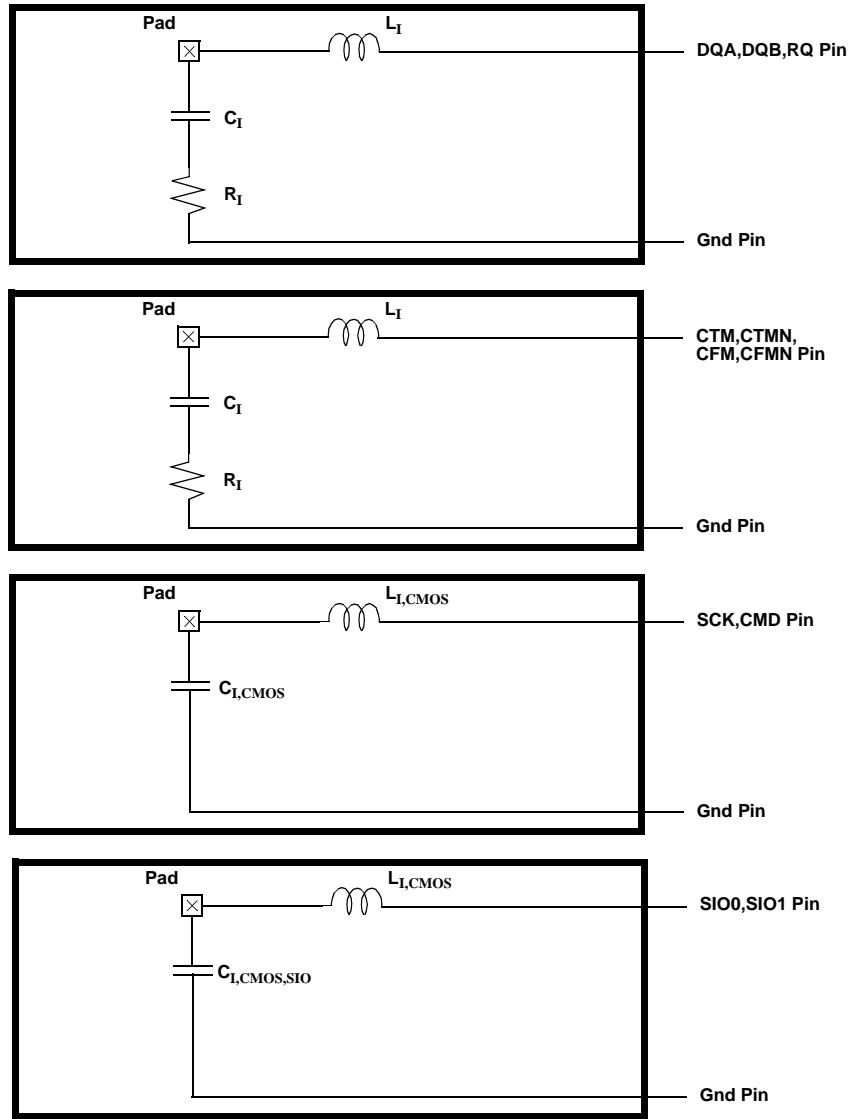 Pad
L_I
DQA,DQB,RQ Pin
C_I
R_I
Gnd Pin
Pad
L_I
CTM,CTMN,
CFM,CFMN Pin
C_I
R_I
Gnd Pin
Pad
L_I,CMOS
SCK,CMD Pin
C_I,CMOS
Gnd Pin
Pad
L_I,CMOS
SIO0,SIO1 Pin
C_I,CMOS,SIO
Gnd Pin